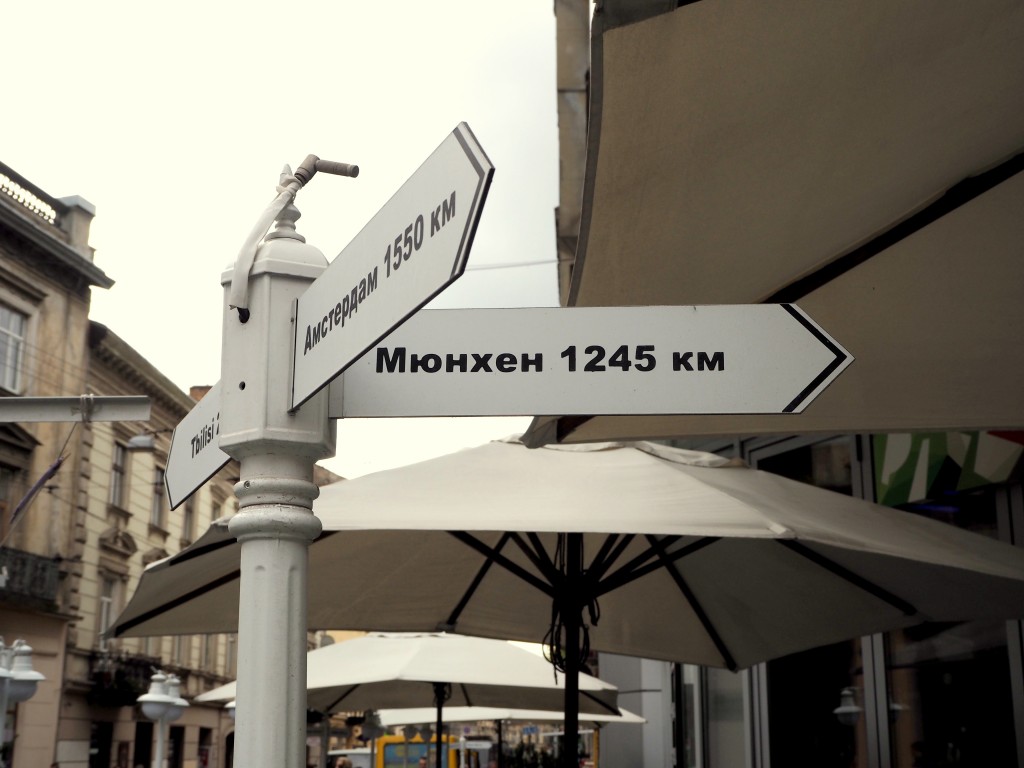 Амстердам 1550 км
Мюнхен 1245 км
Tbilisi